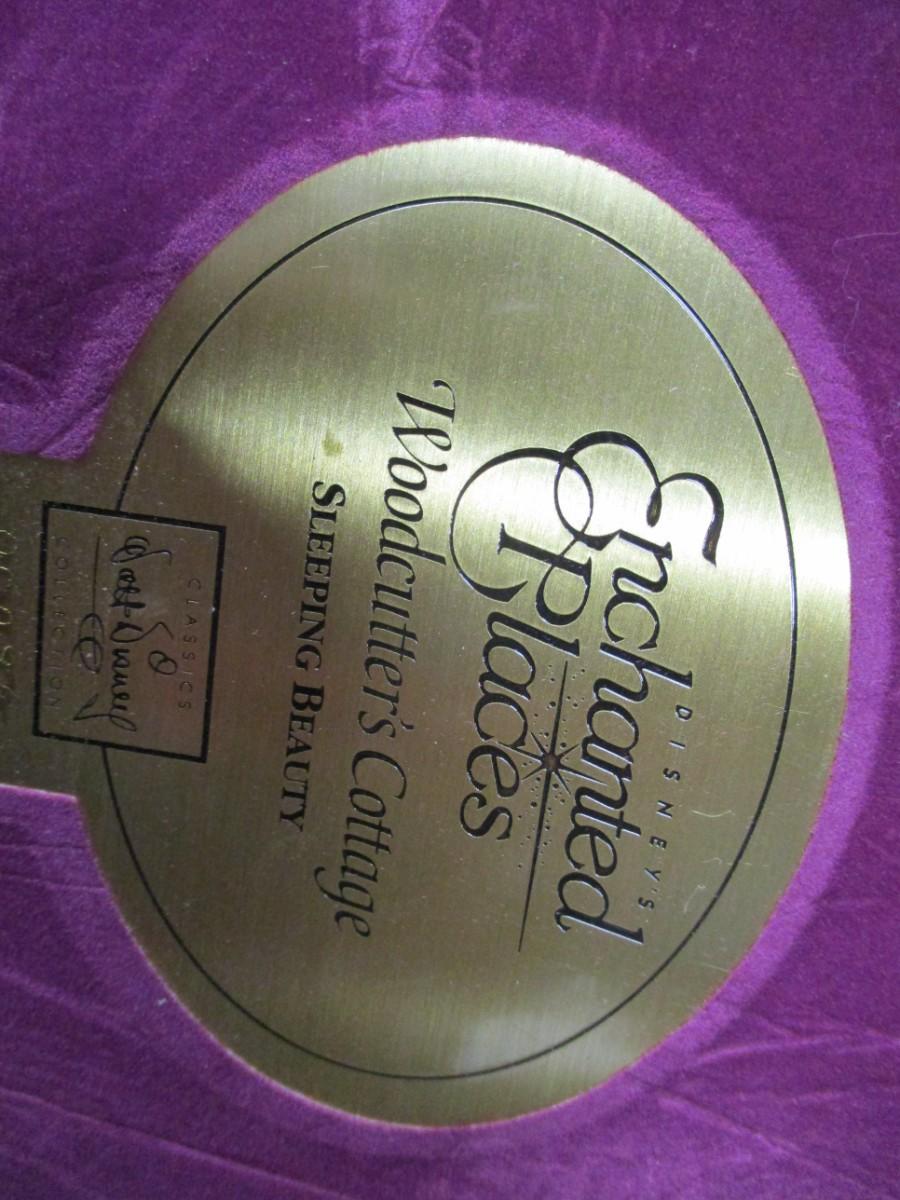 DISNEY'S
Enchanted
Places
Woodcutter's Cottage
SLEEPING BEAUTY
CLASSICS
Walt Disney
COLLECTION